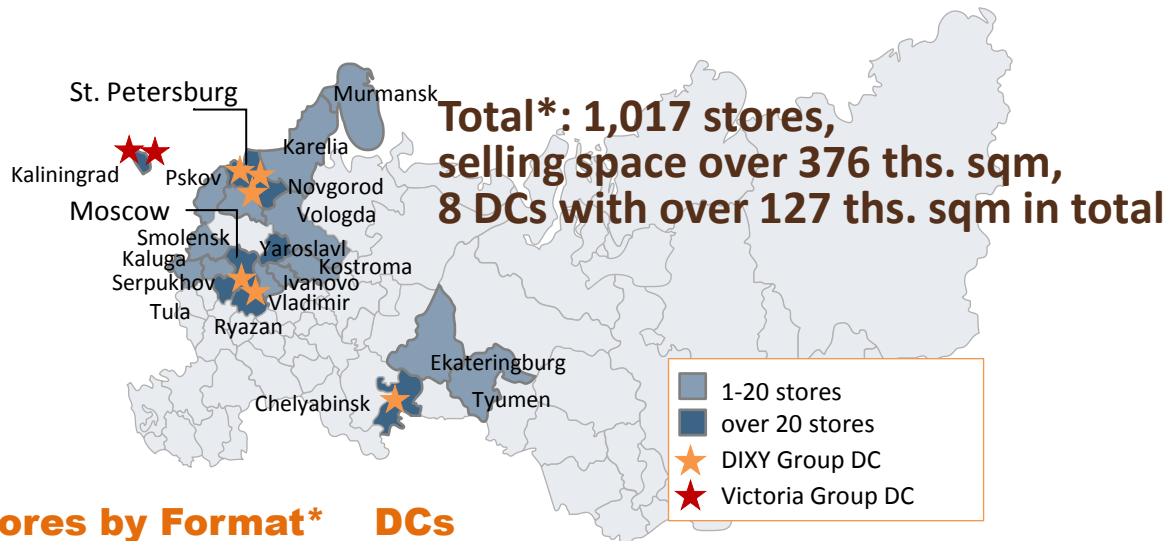 St. Petersburg
Murmansk
Total*: 1,017 stores,
selling space over 376 ths. sqm,
8 DCs with over 127 ths. sqm in total
Karelia
Kaliningrad
Pskov
Novgorod
Moscow
Vologda
Smolensk
Yaroslavl
Kaluga
Kostroma
Serpukhov
Ivanovo
Vladimir
Tula
Ryazan
Ekateringburg
Chelyabinsk
Tyumen
1-20 stores
over 20 stores
DIXY Group DC
Victoria Group DC
ores by Format* DCs